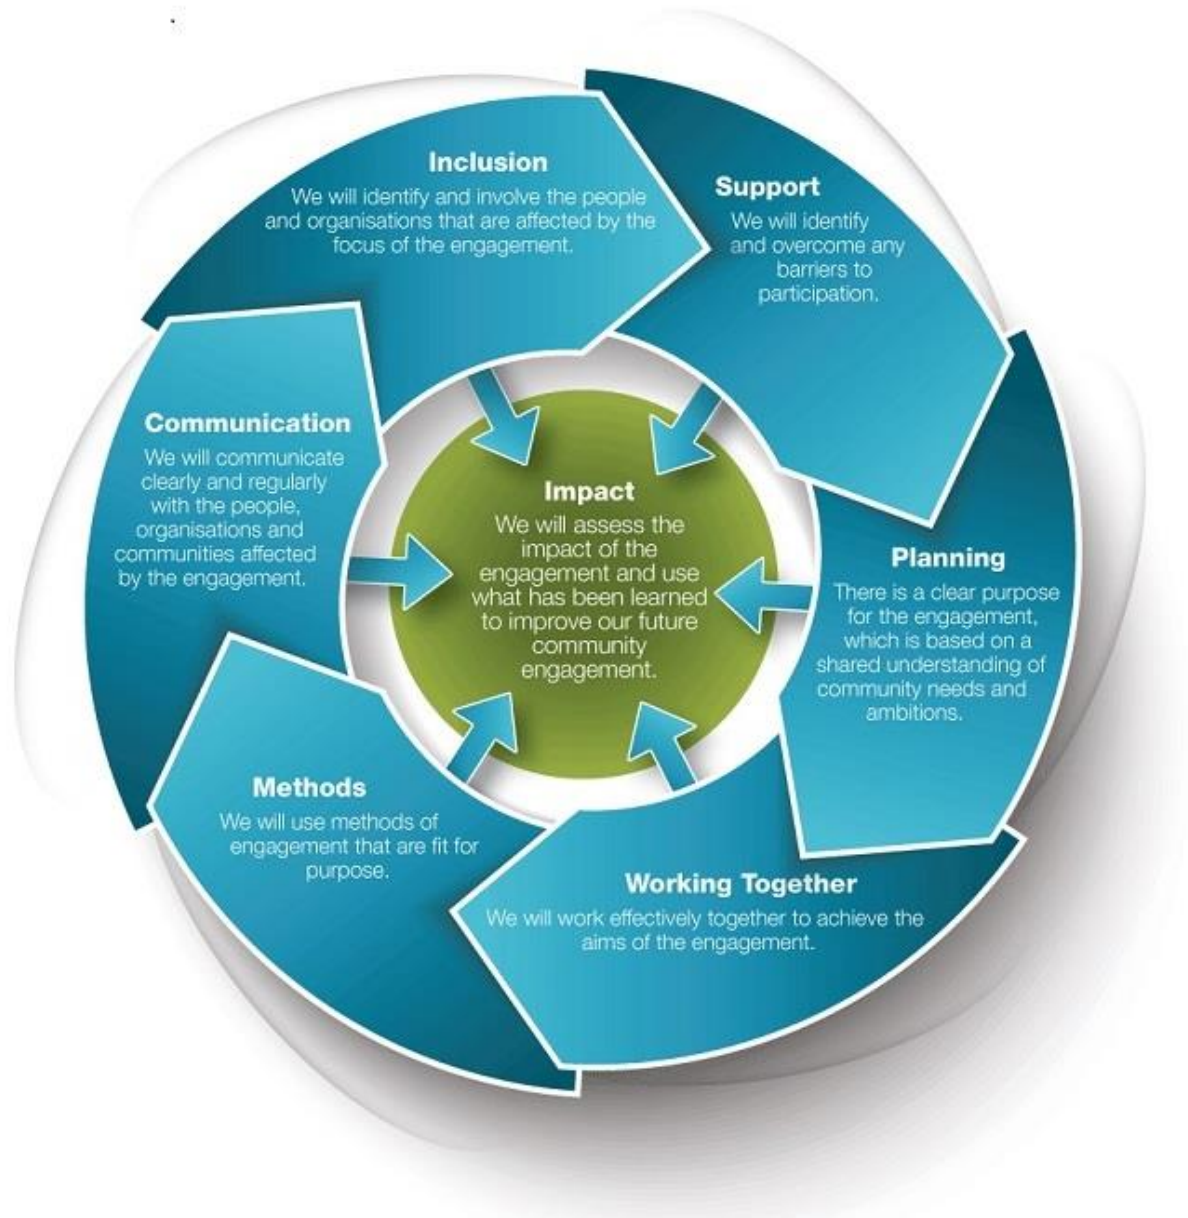 Inclusion
We will identify and involve the people
and organisations that are affected by the
focus of the engagement.
Support
We will identify
and overcome any
barriers to
participation.
Planning
There is a clear purpose
for the engagement,
which is based on a
shared understanding of
community needs and
ambitions.
Working Together
We will work effectively together to achieve the
aims of the engagement.
Methods
We will use methods of
engagement that are fit for
purpose.
Communication
We will communicate
clearly and regularly
with the people,
organisations and
communities affected
by the engagement.
Impact
We will assess the
impact of the
engagement and use
what has been learned
to improve our future
community
engagement.